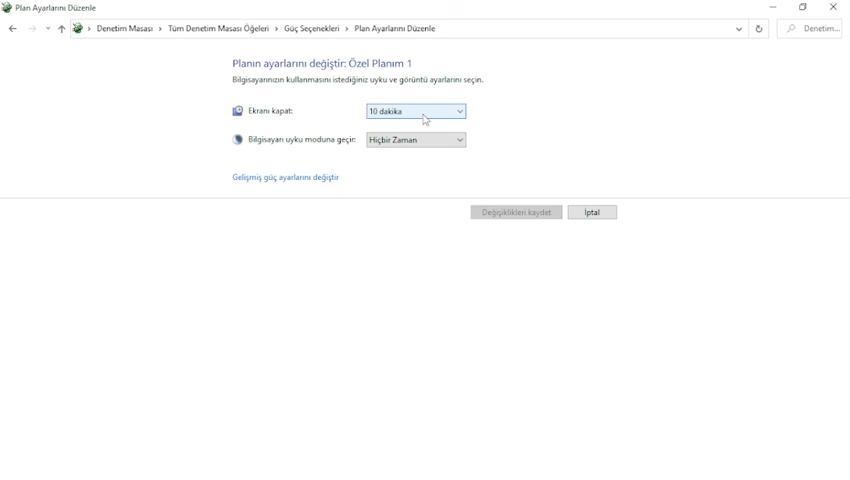 Plan Ayarlarını Düzenle
Denetim Masası > Tüm Denetim Masası Öğeleri > Güç Seçenekleri > Plan Ayarlarını Düzenle
Denetim...
Planın ayarlarını değiştir: Özel Planım 1
Bilgisayarınızın kullanmasını istediğiniz uyku ve görüntü ayarlarını seçin.
Ekranı kapat: 10 dakika
Bilgisayarı uyku moduna geçir: Hiçbir Zaman
Gelişmiş güç ayarlarını değiştir
Değişiklikleri kaydet İptal